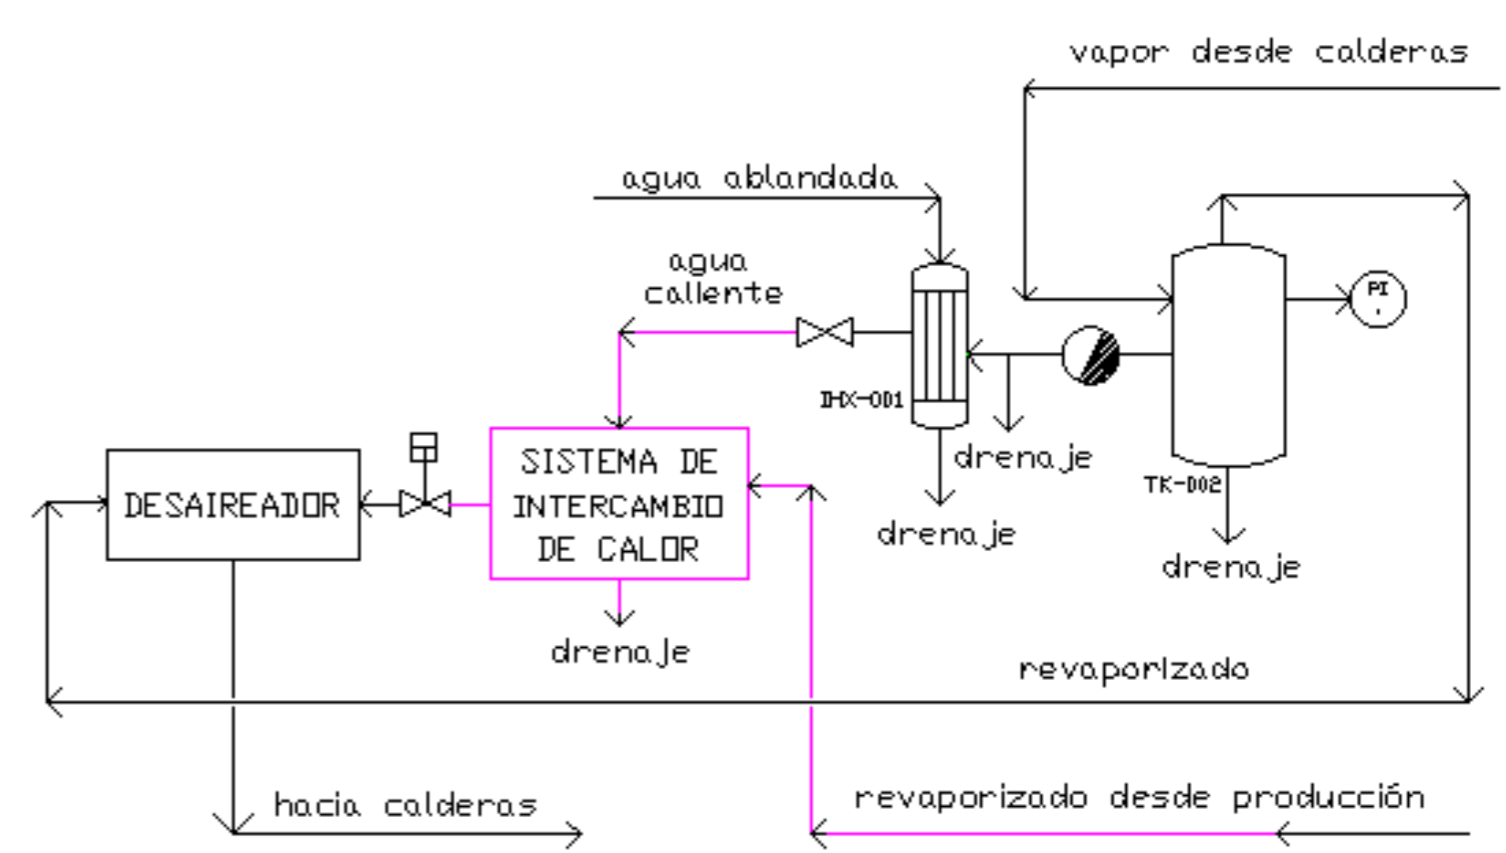 vapor desde calderas
agua ablandada
agua
caliente
PI
IHX-001
drenaje
TK-002
SISTEMA DE
INTERCAMBIO
DE CALOR
DESAIREADOR
drenaje
drenaje
drenaje
revaporizado
revaporizado desde producción
hacia calderas